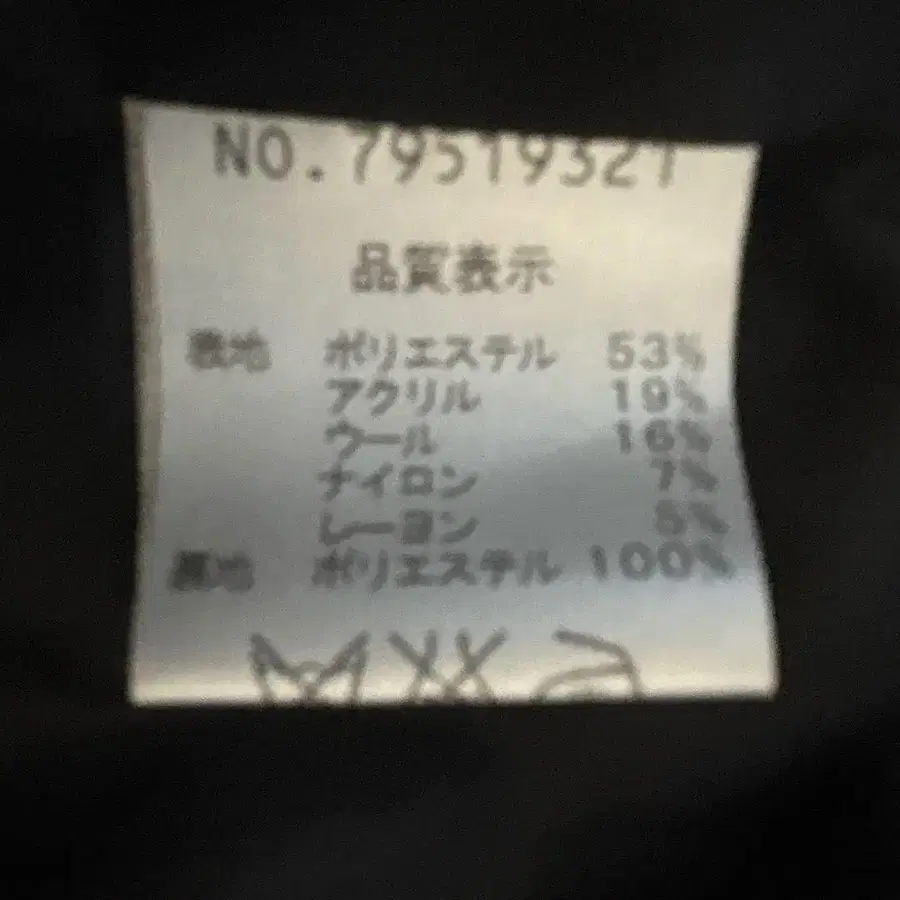 NO.79519321
品質表示
表地 ポリエステル 53%
アクリル 19%
ウール 16%
ナイロン 7%
レーヨン 5%
裏地 ポリエステル 100%